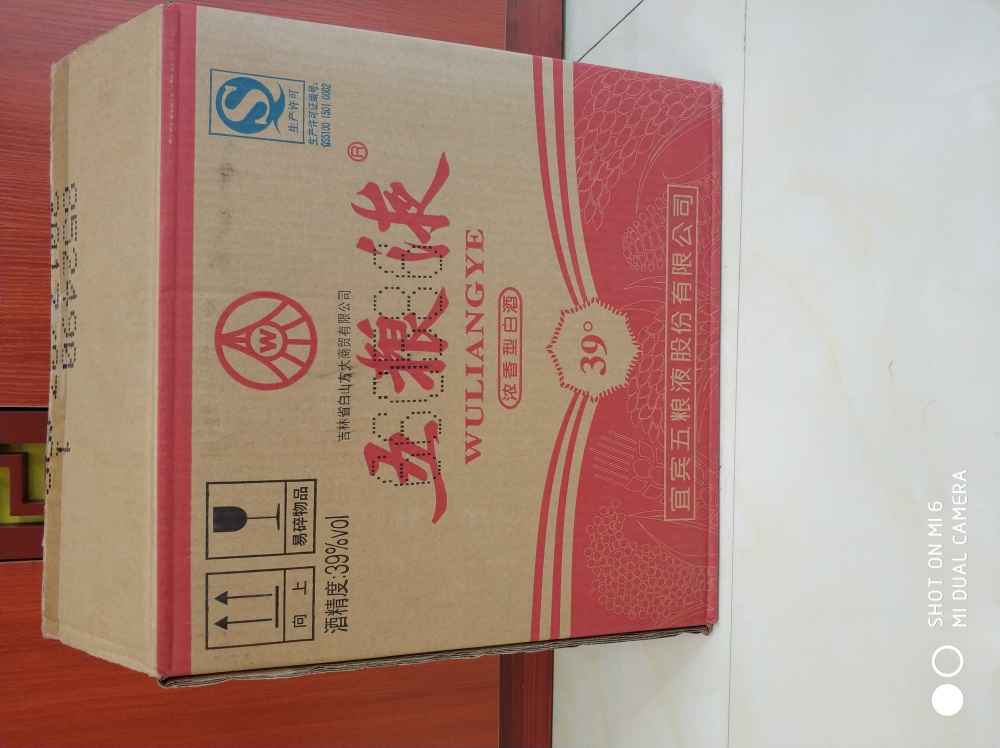 向 上
易碎物品
酒精度:39%vol
W
生产许可
生产许可证编号:
QS5100 1501 0002
吉林省白山方大商贸有限公司
五粮液
WULIANGYE
浓香型白酒
39°
宜宾五粮液股份有限公司
SHOT ON MI 6
MI DUAL CAMERA